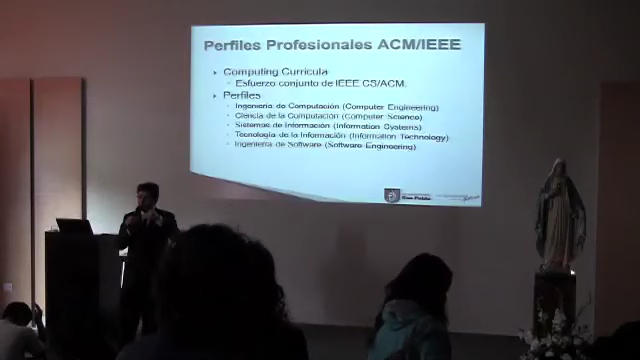 Perfiles Profesionales ACM/IEEE
Computing Curricula
Esfuerzo conjunto de IEEE CS/ACM.
Perfiles
Ingeniería de Computación (Computer Engineering)
Ciencia de la Computación (Computer Science)
Sistemas de Información (Information Systems)
Tecnología de la Información (Information Technology)
Ingeniería de Software (Software Engineering)
San Pablo